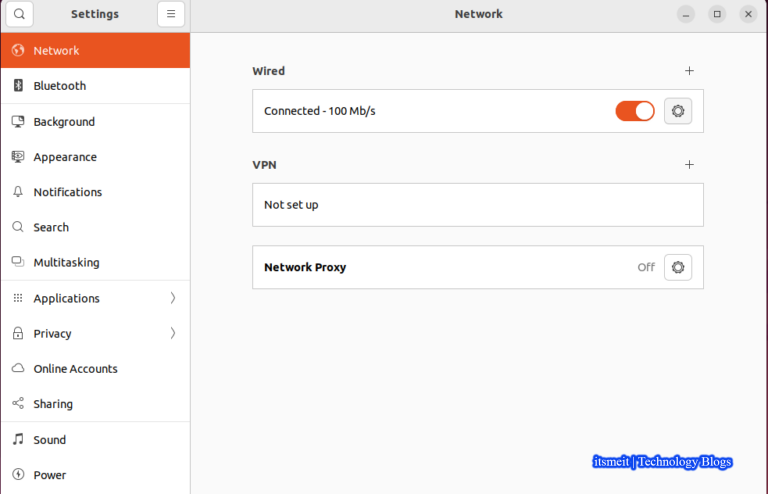 Settings
Network
Network
Bluetooth
Background
Appearance
Notifications
Search
Multitasking
Applications
Privacy
Online Accounts
Sharing
Sound
Power
Wired
Connected - 100 Mb/s
VPN
Not set up
Network Proxy
Off
itsmeit | Technology Blogs